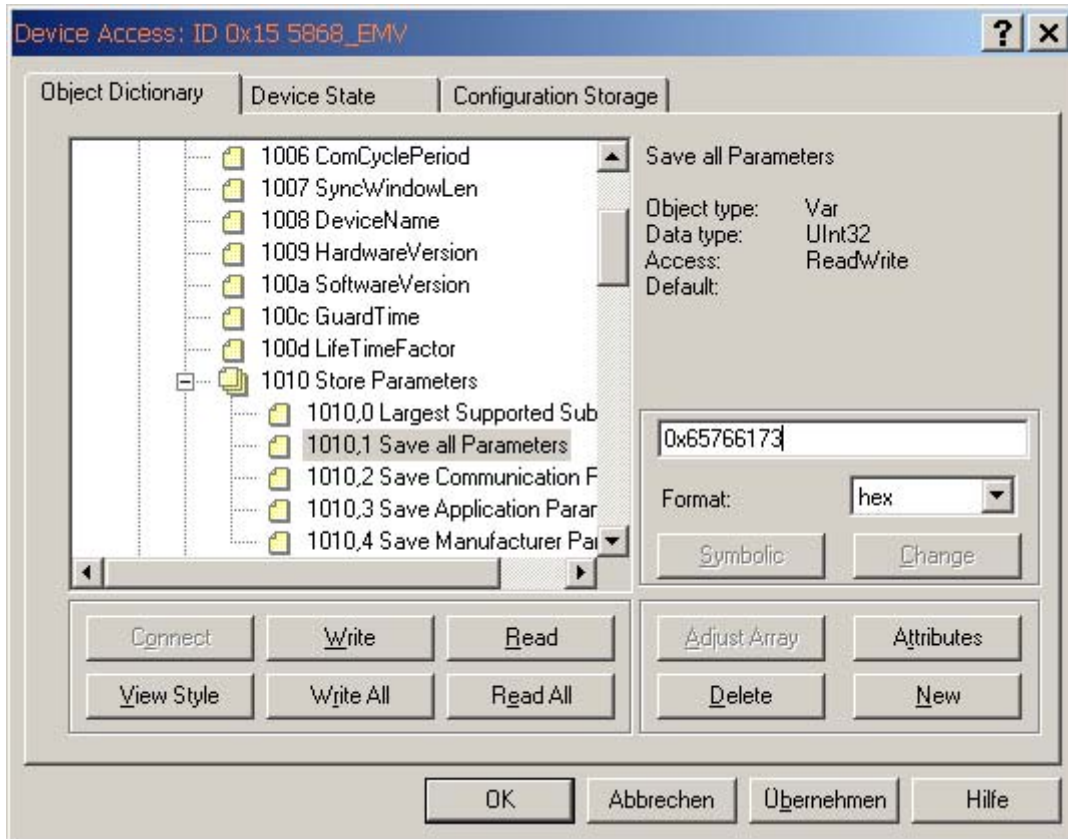 Device Access: ID 0x15 5868_EMV
Object Dictionary
Device State
Configuration Storage
1006 ComCyclePeriod
1007 SyncWindowLen
1008 DeviceName
1009 HardwareVersion
100a SoftwareVersion
100c GuardTime
100d LifeTimeFactor
1010 Store Parameters
1010,0 Largest Supported Sub
1010,1 Save all Parameters
1010,2 Save Communication F
1010,3 Save Application Parar
1010,4 Save Manufacturer Pai
Save all Parameters
Object type: Var
Data type: UInt32
Access: ReadWrite
Default:
0x65766173
Format: hex
Symbolic Change
Connect Write Read
View Style Write All Read All
Adjust Array Attributes
Delete New
OK Abbrechen Übernehmen Hilfe